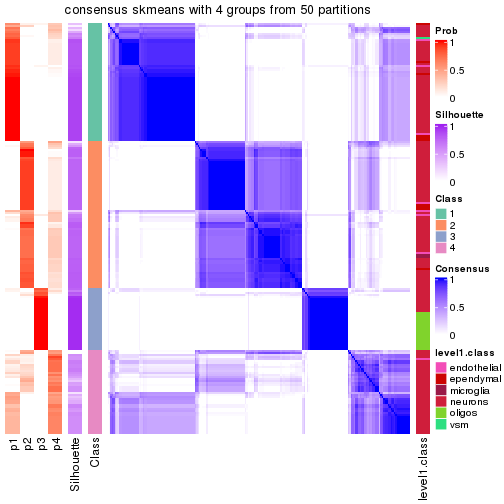 consensus skmeans with 4 groups from 50 partitions
Prob
1
0.5
0
Silhouette
1
0.5
0
Class
1
2
3
4
Consensus
1
0.5
0
level1.class
endothelial
ependymal
microglia
neurons
oligos
vsm
p1
p2
p3
p4
Silhouette
Class
level1.class